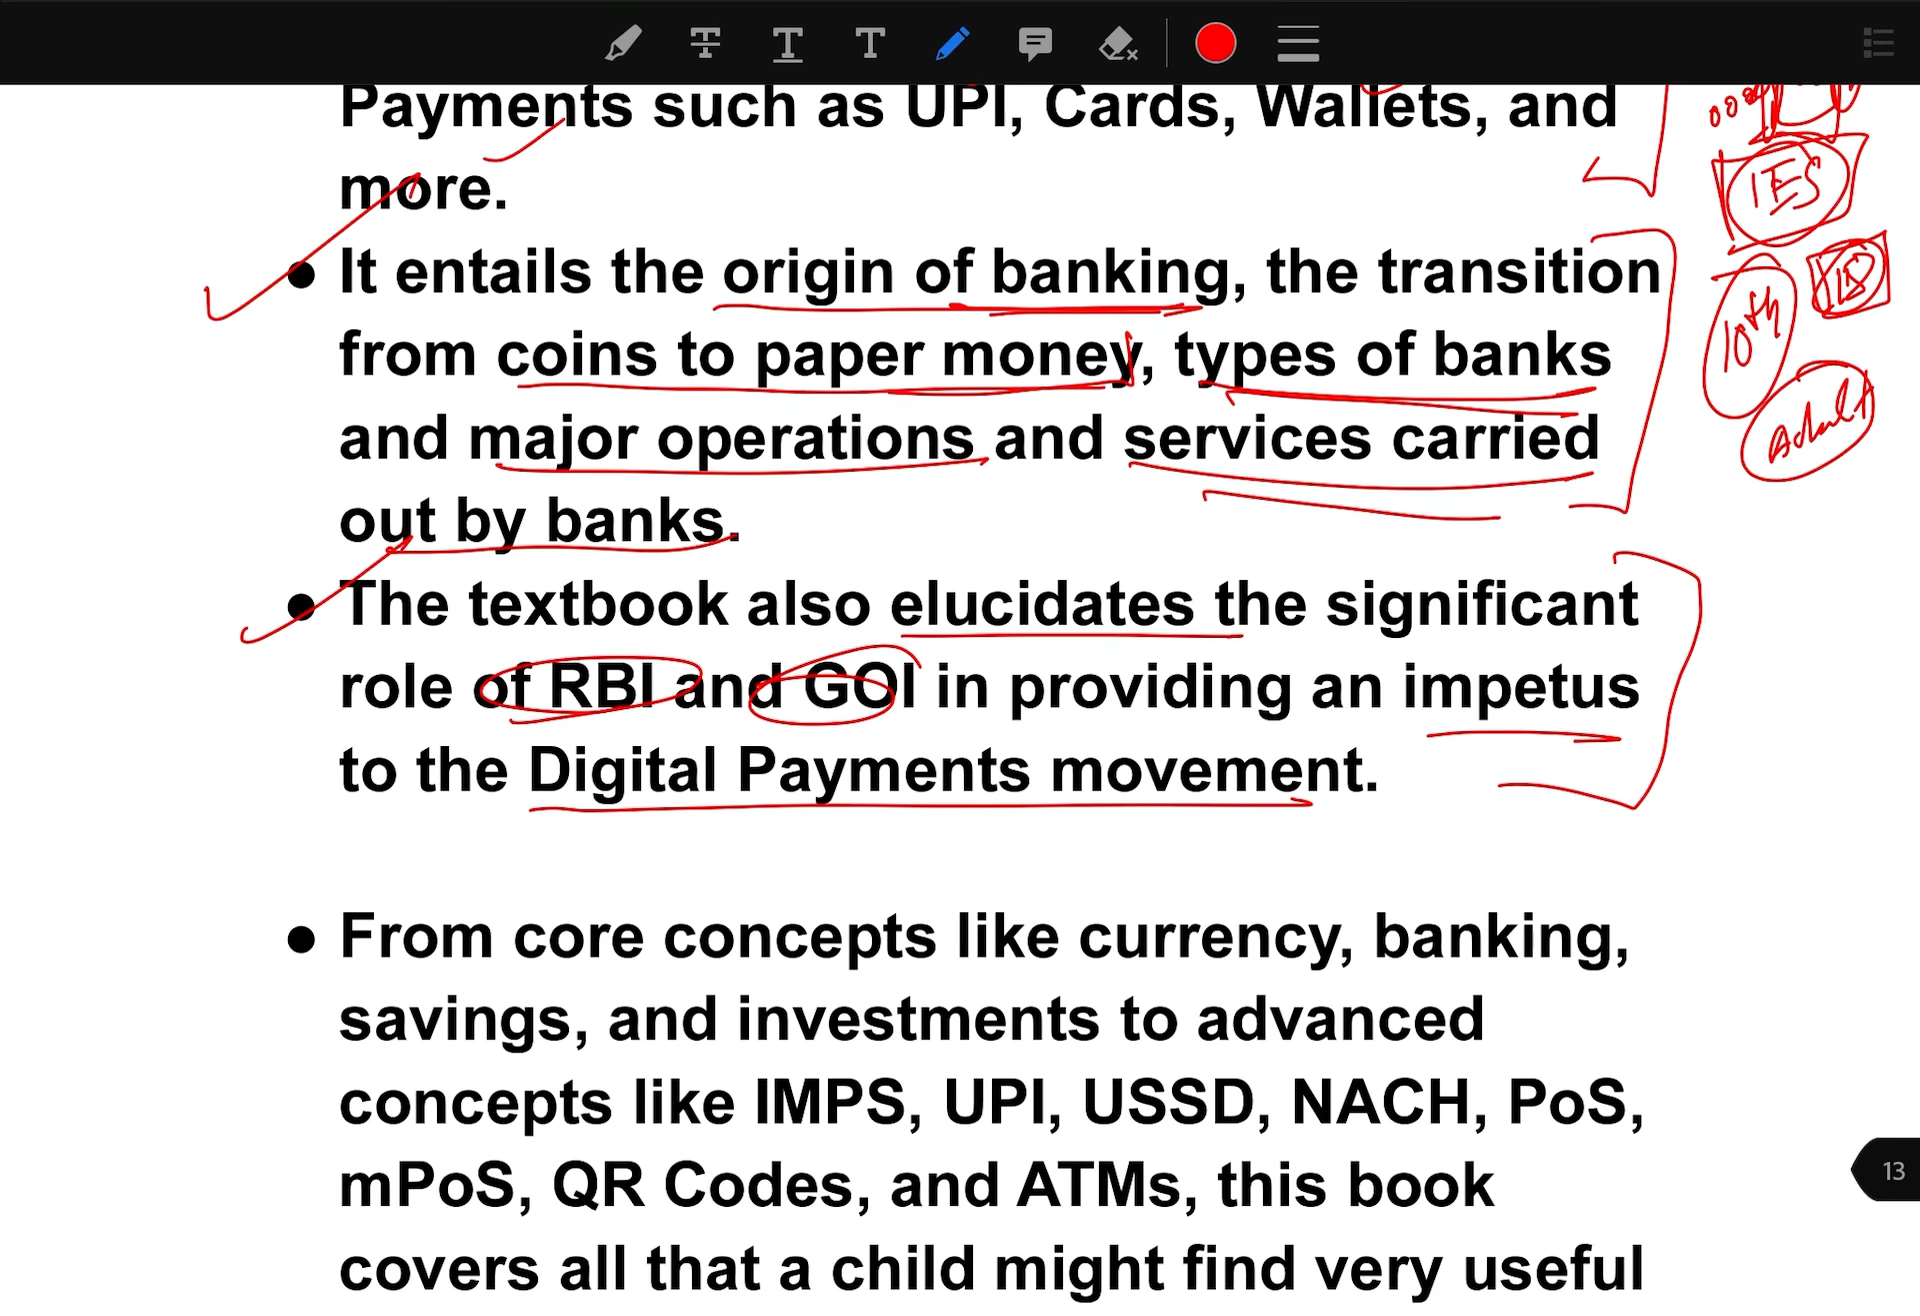 Payments such as UPI, Cards, Wallets, and
more.
● It entails the origin of banking, the transition
from coins to paper money, types of banks
and major operations and services carried
out by banks.
● The textbook also elucidates the significant
role of RBI and GOI in providing an impetus
to the Digital Payments movement.
● From core concepts like currency, banking,
savings, and investments to advanced
concepts like IMPS, UPI, USSD, NACH, PoS,
mPoS, QR Codes, and ATMs, this book
covers all that a child might find very useful
IES
10th
Adult
13